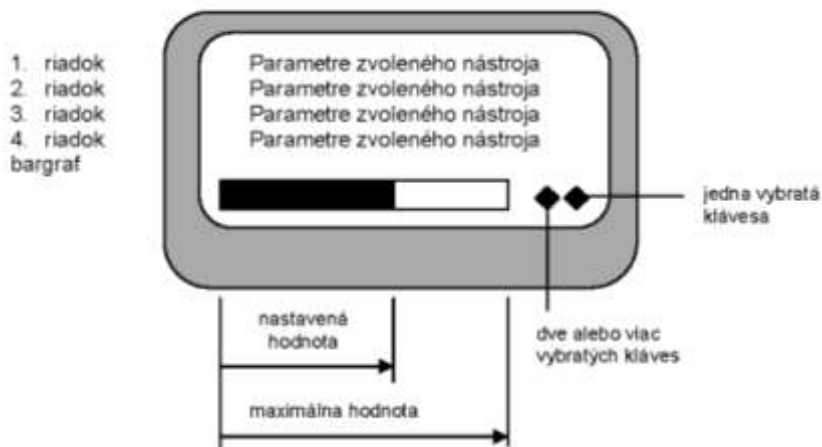 1. riadok
2. riadok
3. riadok
4. riadok
bargraf
Parametre zvoleného nástroja
Parametre zvoleného nástroja
Parametre zvoleného nástroja
Parametre zvoleného nástroja
jedna vybratá
klávesa
nastavená
hodnota
dve alebo viac
vybratých kláves
maximálna hodnota